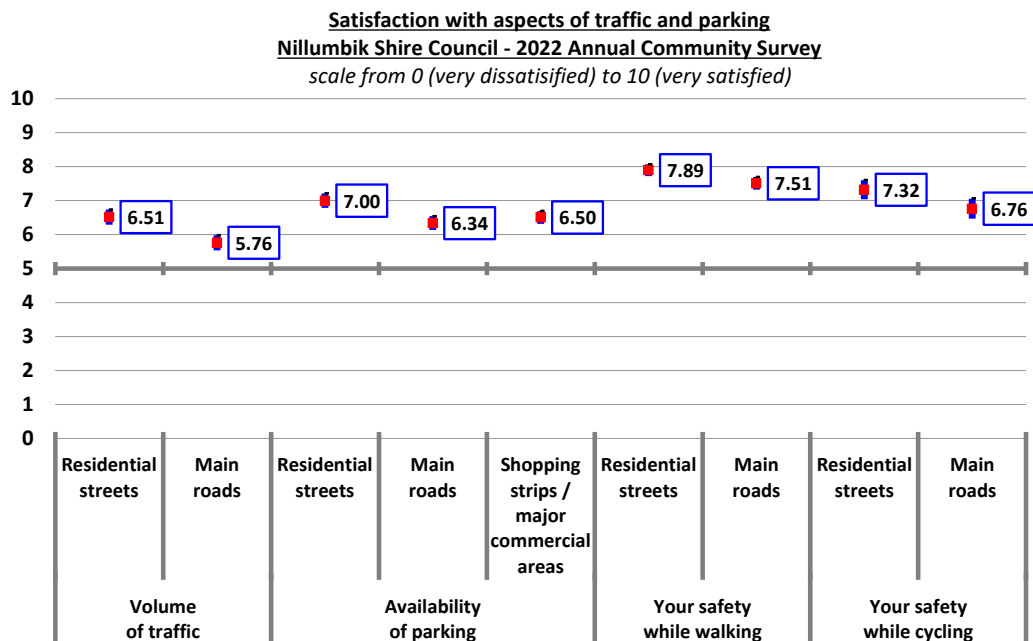 Satisfaction with aspects of traffic and parking
Nillumbik Shire Council - 2022 Annual Community Survey
scale from 0 (very dissatisified) to 10 (very satisfied)
10
9
8
7
6
5
4
3
2
1
0
6.51
5.76
7.00
6.34
6.50
7.89
7.51
7.32
6.76
Residential
streets
Main
roads
Residential
streets
Main
roads
Shopping
strips /
major
commercial
areas
Residential
streets
Main
roads
Residential
streets
Main
roads
Volume
of traffic
Availability
of parking
Your safety
while walking
Your safety
while cycling